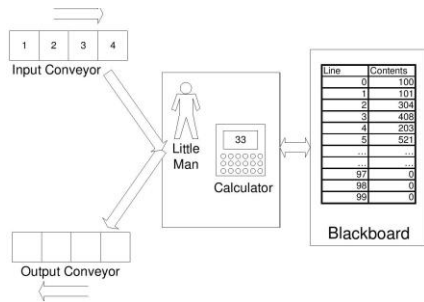 1 2 3 4
Input Conveyor
Little
Man
33
Calculator
Line Contents
0 100
1 101
2 304
3 408
4 203
5 521
... ...
... ...
97 0
98 0
99 0
Blackboard
Output Conveyor